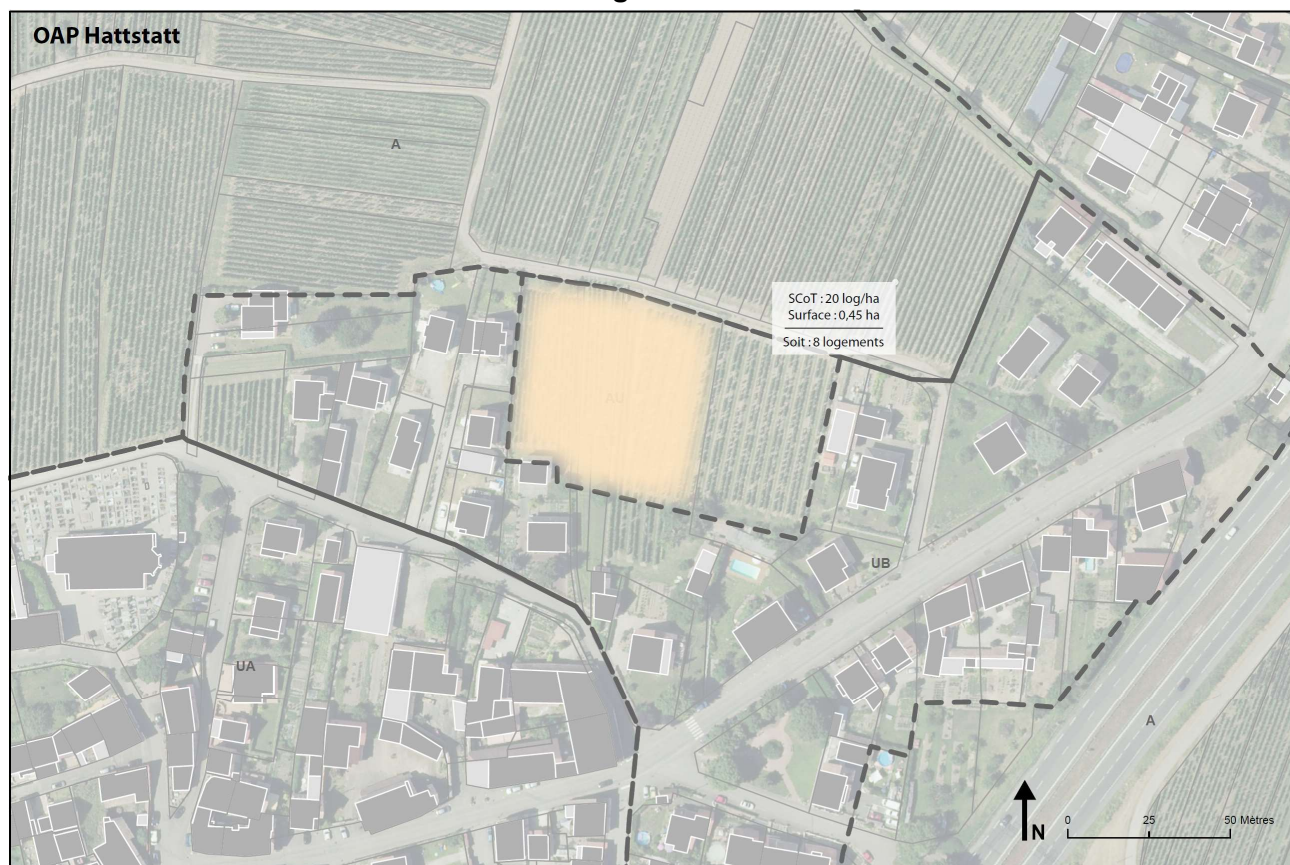 OAP Hattstatt
A
SCoT : 20 log/ha
Surface : 0,45 ha
Soit : 8 logements
AU
UB
UA
A
N
0 25 50 Mètres